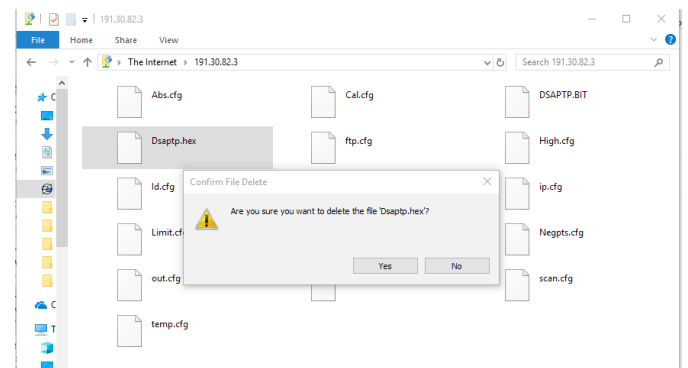 191.30.82.3
File Home Share View
The Internet 191.30.82.3 Search 191.30.82.3
Abs.cfg Cal.cfg DSAPTP.BIT
Dsaptp.hex ftp.cfg High.cfg
Id.cfg ip.cfg
Confirm File Delete
Are you sure you want to delete the file 'Dsaptp.hex'?
Limit.cf Negpts.cfg
Yes No
out.cfg scan.cfg
temp.cfg